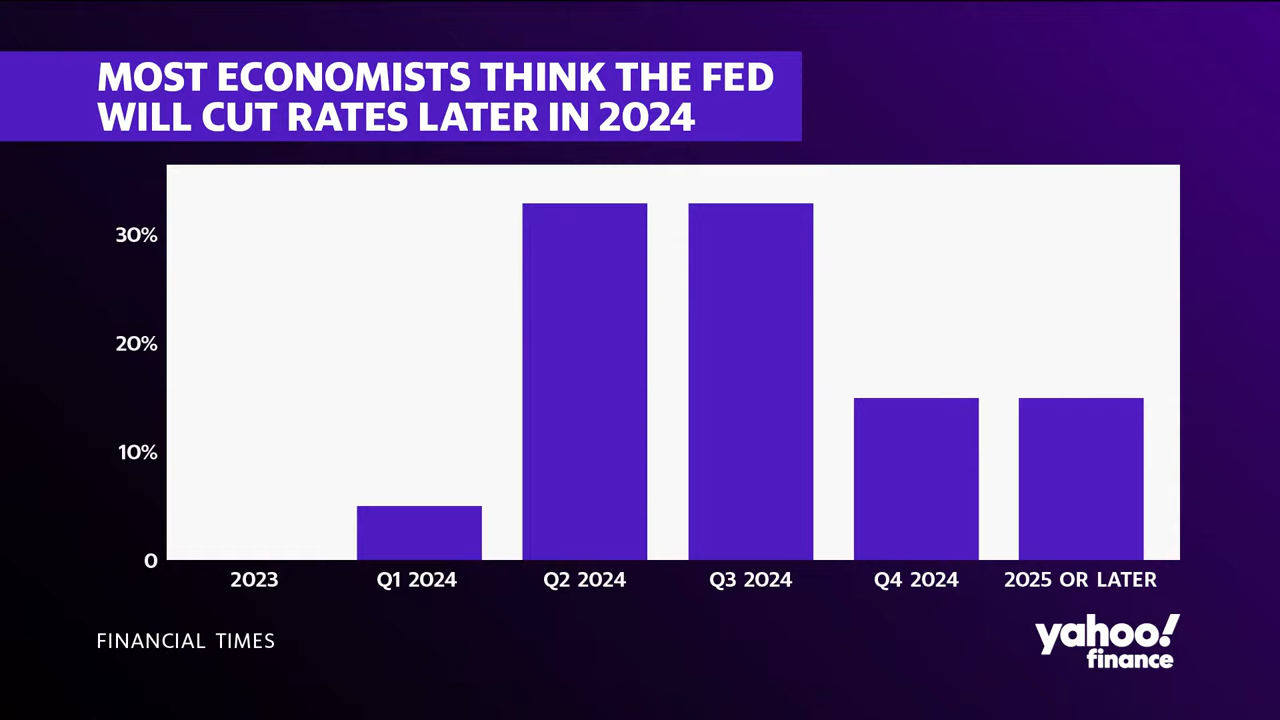 MOST ECONOMISTS THINK THE FED
WILL CUT RATES LATER IN 2024
30%
20%
10%
0
2023
Q1 2024
Q2 2024
Q3 2024
Q4 2024
2025 OR LATER
FINANCIAL TIMES
yahoo!
finance